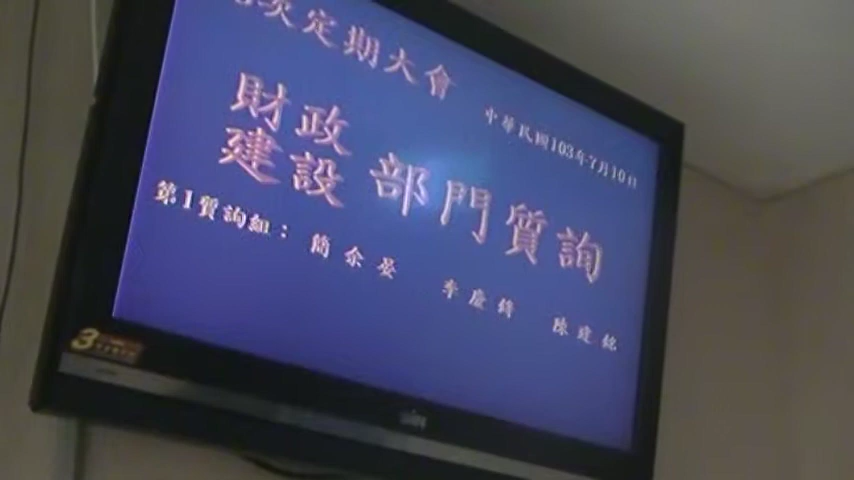 次定期大會
中華民國103年7月10日
財政
建設
部門質詢
第1質詢組: 簡余晏 李慶鋒 陳建銘
3